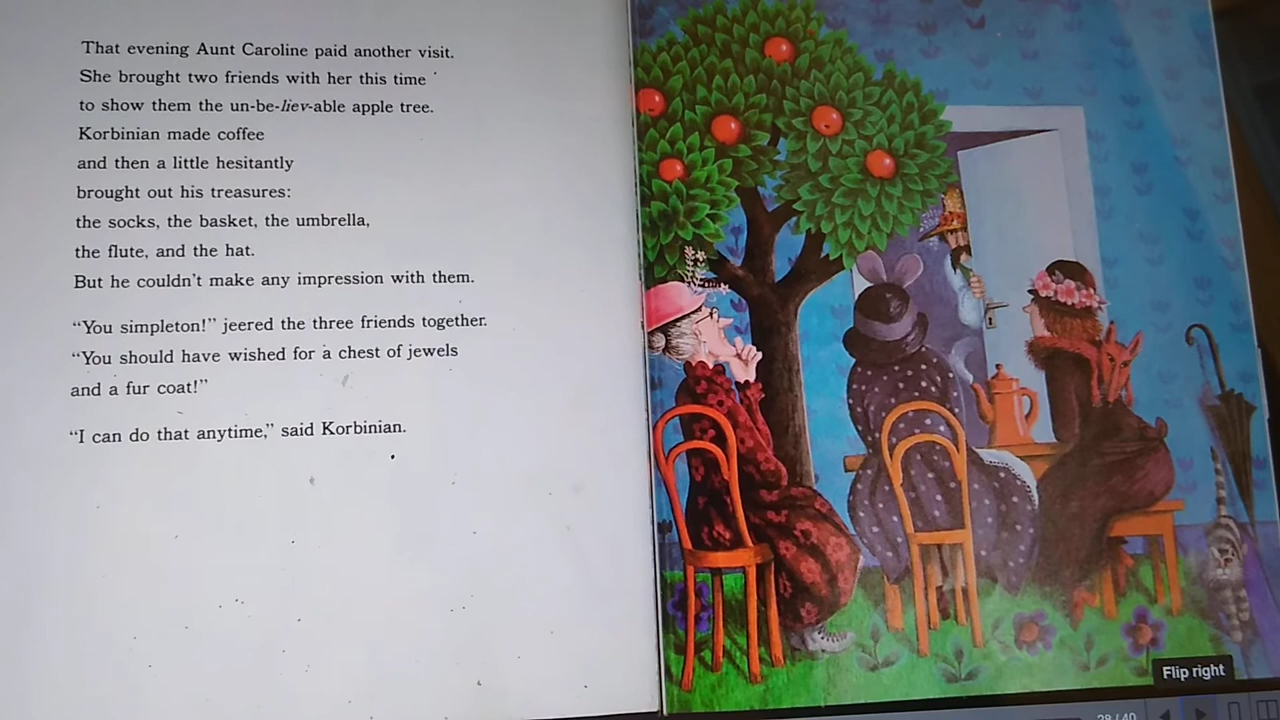 That evening Aunt Caroline paid another visit.
She brought two friends with her this time
to show them the un-be-liev-able apple tree.
Korbinian made coffee
and then a little hesitantly
brought out his treasures:
the socks, the basket, the umbrella,
the flute, and the hat.
But he couldn't make any impression with them.
"You simpleton!" jeered the three friends together.
"You should have wished for a chest of jewels
and a fur coat!"
"I can do that anytime," said Korbinian.
Flip right
28 / 40